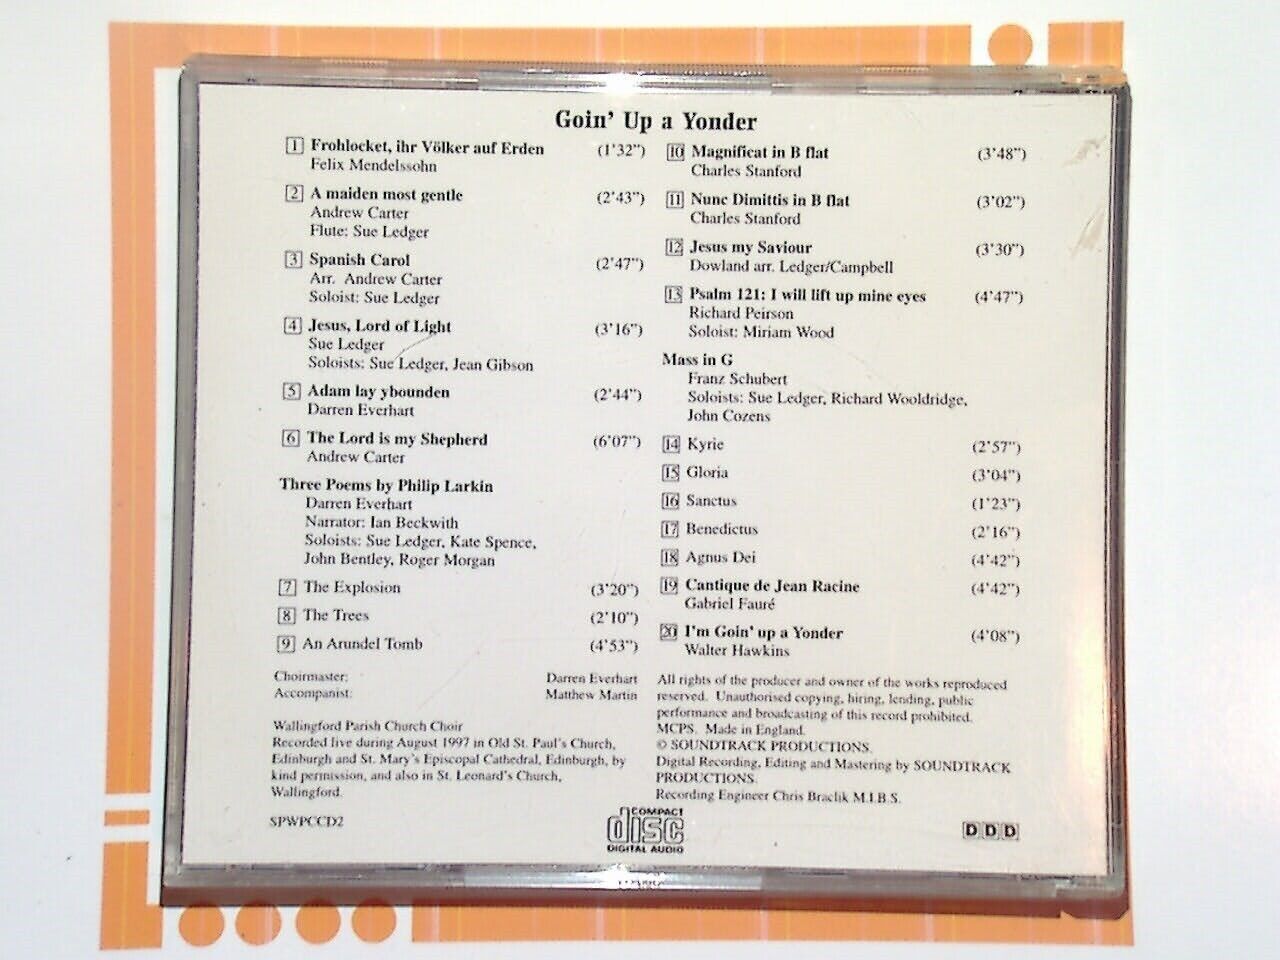 Goin' Up a Yonder
1 Frohlocket, ihr Völker auf Erden (1'32")
Felix Mendelssohn
2 A maiden most gentle (2'43")
Andrew Carter
Flute: Sue Ledger
3 Spanish Carol (2'47")
Arr. Andrew Carter
Soloist: Sue Ledger
4 Jesus, Lord of Light (3'16")
Sue Ledger
Soloists: Sue Ledger, Jean Gibson
5 Adam lay ybounden (2'44")
Darren Everhart
6 The Lord is my Shepherd (6'07")
Andrew Carter
Three Poems by Philip Larkin
Darren Everhart
Narrator: Ian Beckwith
Soloists: Sue Ledger, Kate Spence,
John Bentley, Roger Morgan
7 The Explosion (3'20")
8 The Trees (2'10")
9 An Arundel Tomb (4'53")
Choirmaster: Darren Everhart
Accompanist: Matthew Martin
Wallingford Parish Church Choir
Recorded live during August 1997 in Old St. Paul's Church,
Edinburgh and St. Mary's Episcopal Cathedral, Edinburgh, by
kind permission, and also in St. Leonard's Church,
Wallingford.
SPWPCCD2
10 Magnificat in B flat (3'48")
Charles Stanford
11 Nunc Dimittis in B flat (3'02")
Charles Stanford
12 Jesus my Saviour (3'30")
Dowland arr. Ledger/Campbell
13 Psalm 121: I will lift up mine eyes (4'47")
Richard Peirson
Soloist: Miriam Wood
Mass in G
Franz Schubert
Soloists: Sue Ledger, Richard Wooldridge,
John Cozens
14 Kyrie (2'57")
15 Gloria (3'04")
16 Sanctus (1'23")
17 Benedictus (2'16")
18 Agnus Dei (4'42")
19 Cantique de Jean Racine (4'42")
Gabriel Fauré
20 I'm Goin' up a Yonder (4'08")
Walter Hawkins
All rights of the producer and owner of the works reproduced
reserved. Unauthorised copying, hiring, lending, public
performance and broadcasting of this record prohibited.
MCPS. Made in England.
© SOUNDTRACK PRODUCTIONS.
Digital Recording, Editing and Mastering by SOUNDTRACK
PRODUCTIONS.
Recording Engineer Chris Braclik M.I.B.S.
COMPACT
disc
DIGITAL AUDIO
DDD